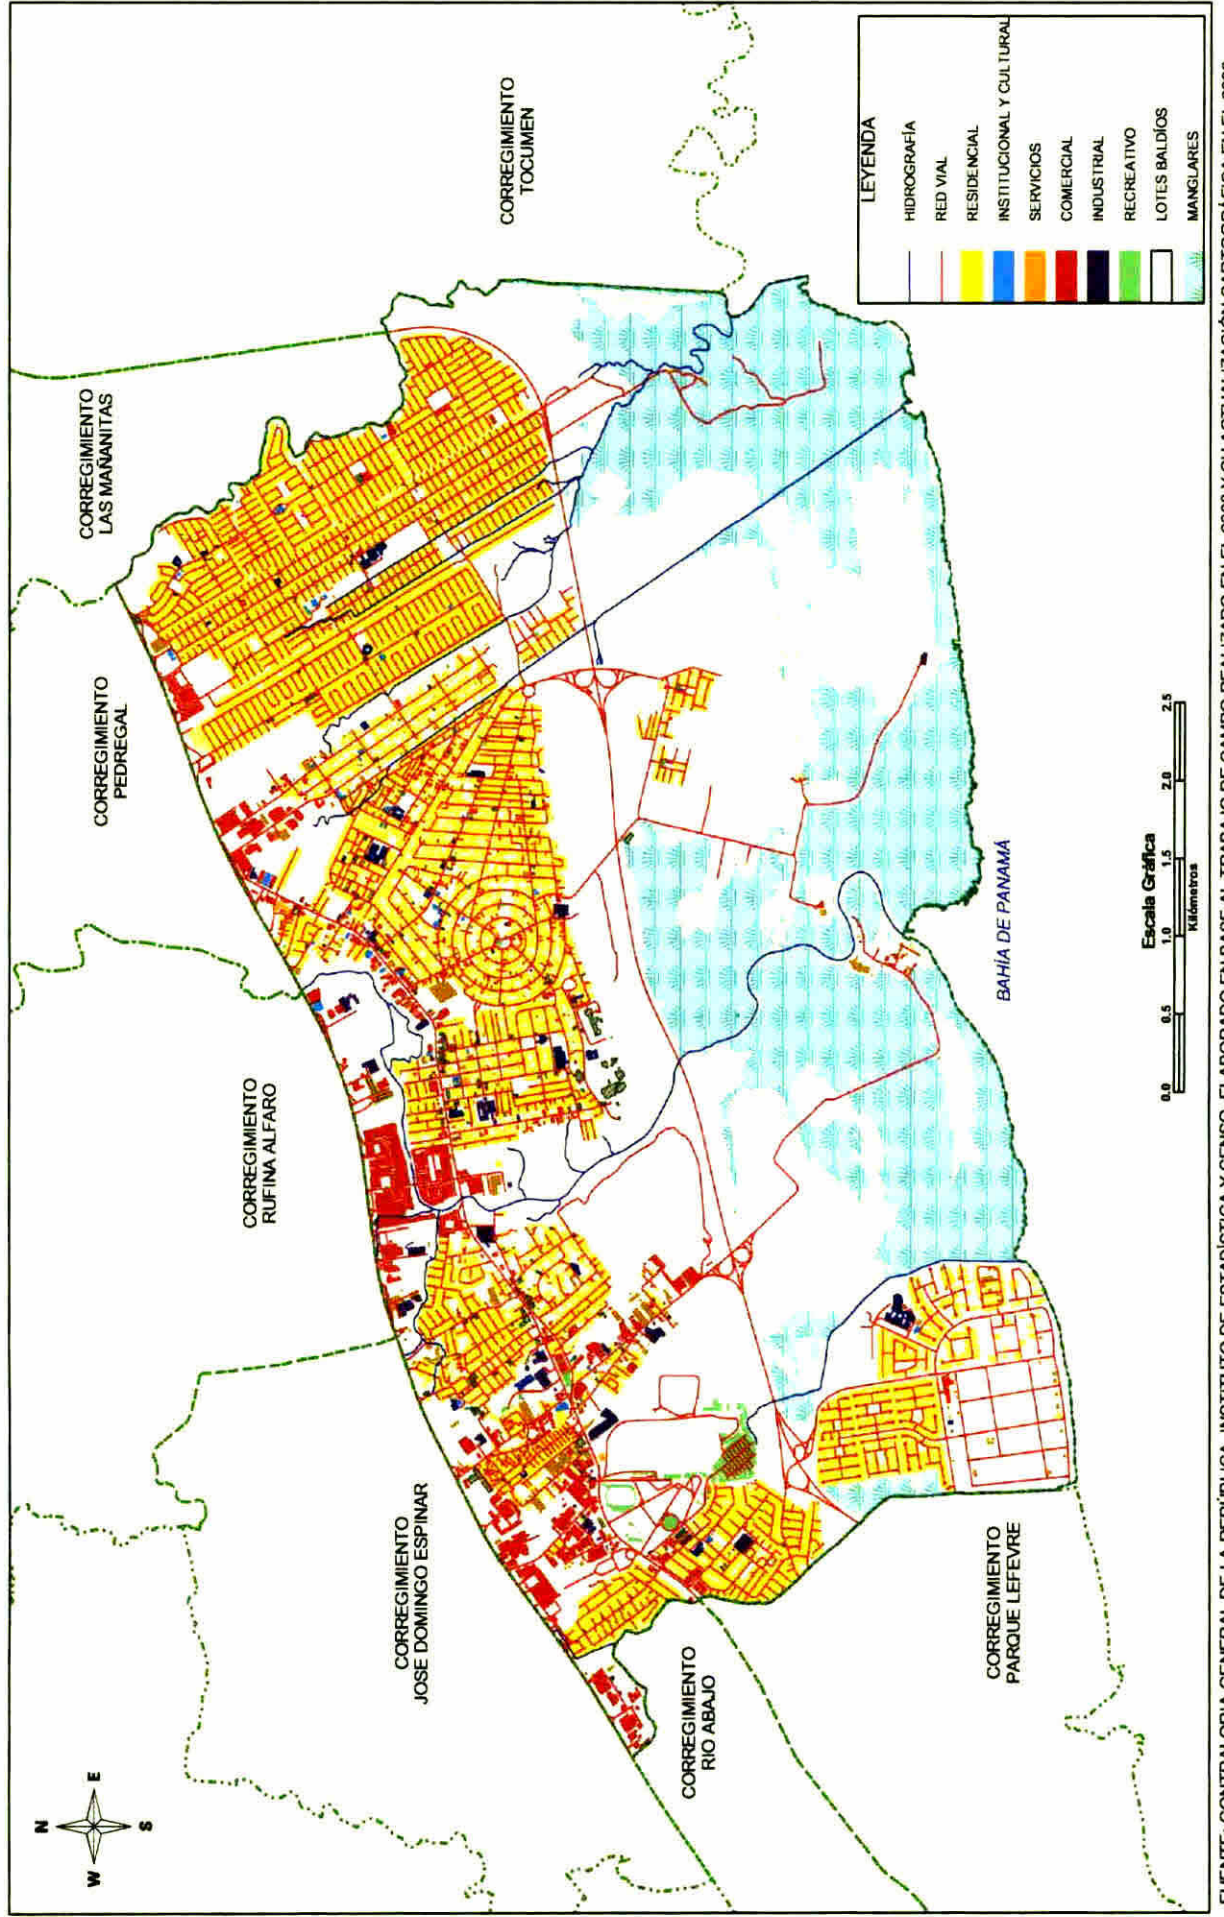 N
W
E
S
CORREGIMIENTO
LAS MAÑANITAS
CORREGIMIENTO
PEDREGAL
CORREGIMIENTO
TOCUMEN
CORREGIMIENTO
RUFINA ALFARO
CORREGIMIENTO
JOSE DOMINGO ESPINAR
CORREGIMIENTO
RIO ABAJO
CORREGIMIENTO
PARQUE LEFEVRE
BAHÍA DE PANAMÁ
Escala Gráfica
0.0 0.5 1.0 1.5 2.0 2.5
Kilómetros
LEYENDA
HIDROGRAFÍA
RED VIAL
RESIDENCIAL
INSTITUCIONAL Y CULTURAL
SERVICIOS
COMERCIAL
INDUSTRIAL
RECREATIVO
LOTES BALDÍOS
MANGLARES